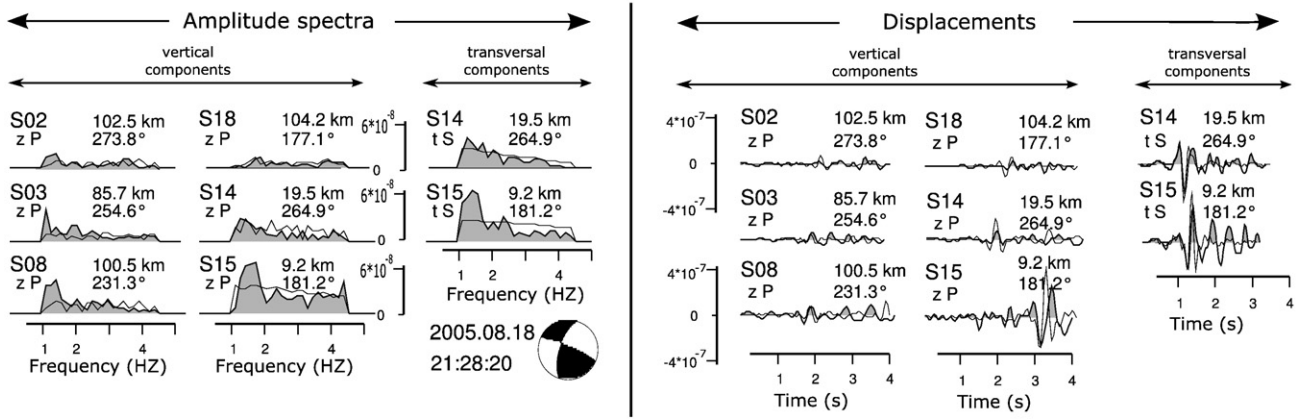 Amplitude spectra
vertical
components
transversal
components
S02 102.5 km
z P 273.8°
S18 104.2 km
z P 177.1°
6*10-8
0
S14 19.5 km
t S 264.9°
S03 85.7 km
z P 254.6°
S14 19.5 km
z P 264.9°
6*10-8
0
S15 9.2 km
t S 181.2°
S08 100.5 km
z P 231.3°
S15 9.2 km
z P 181.2°
6*10-8
0
1 2 4
Frequency (HZ)
1 2 4
Frequency (HZ)
1 2 4
Frequency (HZ)
2005.08.18
21:28:20
Displacements
vertical
components
transversal
components
4*10-7
0
-4*10-7
S02 102.5 km
z P 273.8°
S18 104.2 km
z P 177.1°
S14 19.5 km
t S 264.9°
S03 85.7 km
z P 254.6°
S14 19.5 km
z P 264.9°
S15 9.2 km
t S 181.2°
4*10-7
0
-4*10-7
S08 100.5 km
z P 231.3°
S15 9.2 km
z P 181.2°
1 2 3 4
Time (s)
1 2 3 4
Time (s)
1 2 3 4
Time (s)